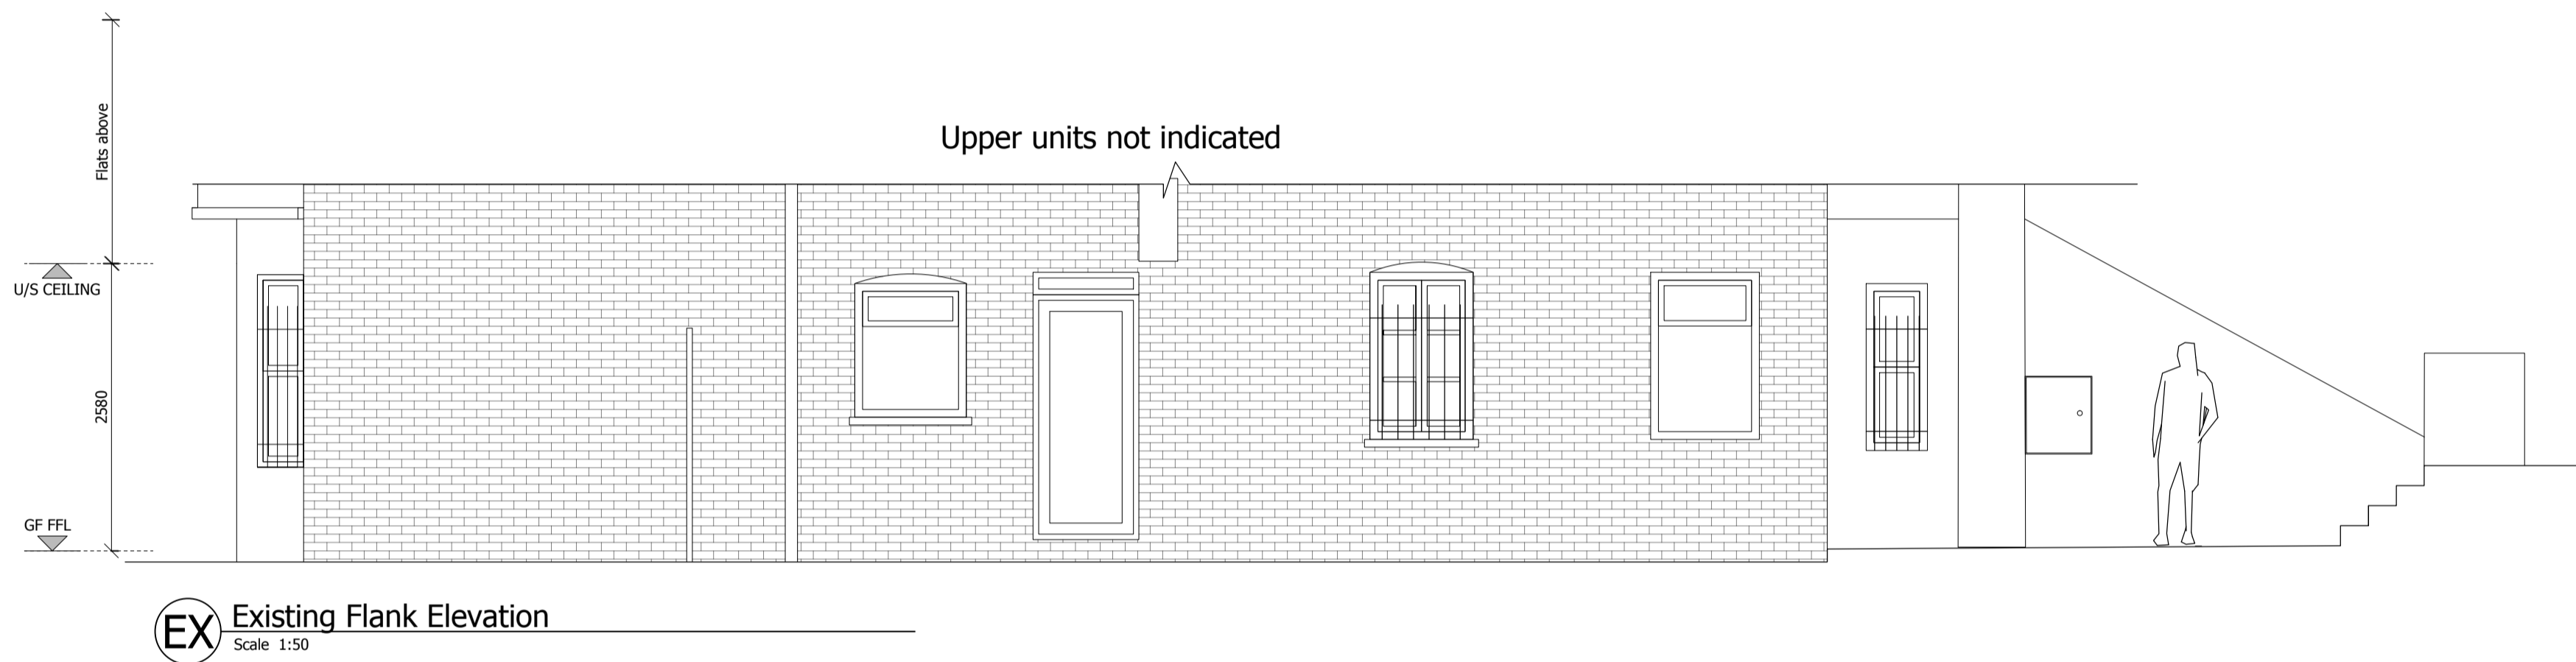 Flats above
Upper units not indicated
U/S CEILING
2580
GF FFL
EX
Existing Flank Elevation
Scale 1:50